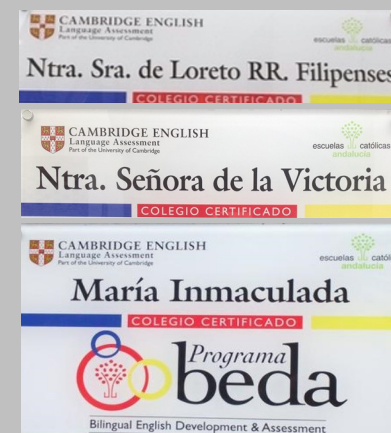 CAMBRIDGE ENGLISH
Language Assessment
Part of the University of Cambridge
escuelas católicas
andalucía
Ntra. Sra. de Loreto RR. Filipenses
COLEGIO CERTIFICADO
CAMBRIDGE ENGLISH
Language Assessment
Part of the University of Cambridge
escuelas católicas
andalucía
Ntra. Señora de la Victoria
COLEGIO CERTIFICADO
CAMBRIDGE ENGLISH
Language Assessment
Part of the University of Cambridge
escuelas catól
andalucía
María Inmaculada
COLEGIO CERTIFICADO
Programa
beda
Bilingual English Development & Assessment